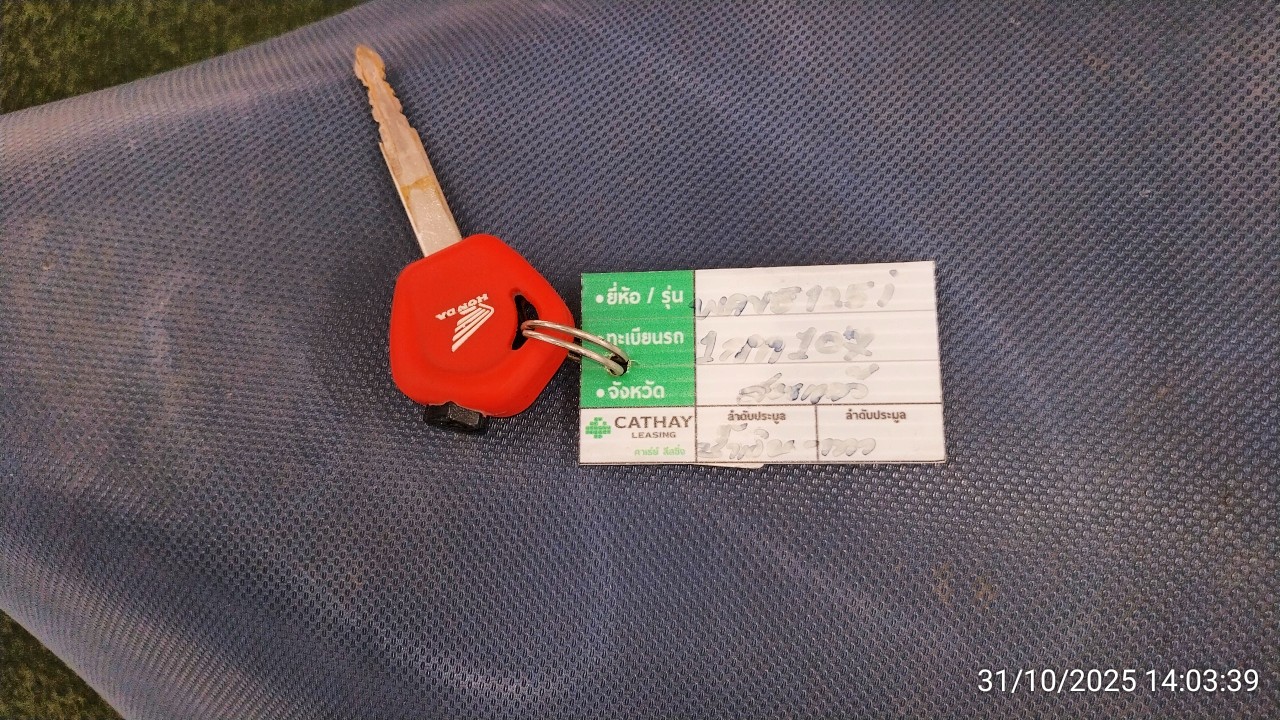 HONDA
•ยี่ห้อ / รุ่น WAVE 125 i
•ทะเบียนรถ
•จังหวัด
CATHAY
LEASING
คาเธ่ย์ ลีสซิ่ง
ลำดับประมูล
ลำดับประมูล
31/10/2025 14:03:39